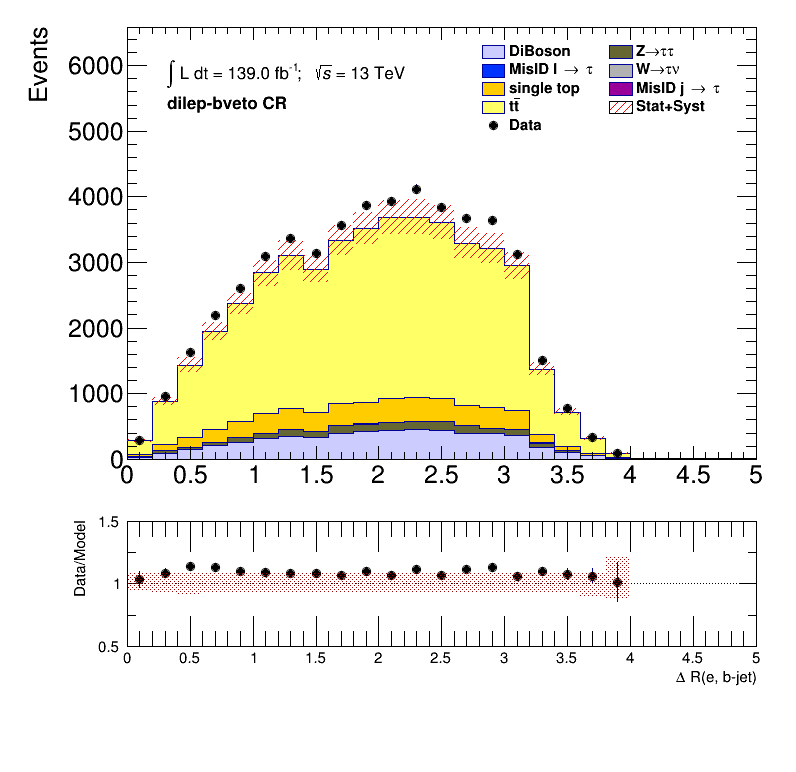 Events
∫ L dt = 139.0 fb⁻¹; √s = 13 TeV
dilep-bveto CR
DiBoson
MisID l → τ
single top
tt̄
Data
Z→ττ
W→τν
MisID j → τ
Stat+Syst
6000
5000
4000
3000
2000
1000
0
0 0.5 1 1.5 2 2.5 3 3.5 4 4.5 5
Data/Model
1.5
1
0.5
0 0.5 1 1.5 2 2.5 3 3.5 4 4.5 5
Δ R(e, b-jet)